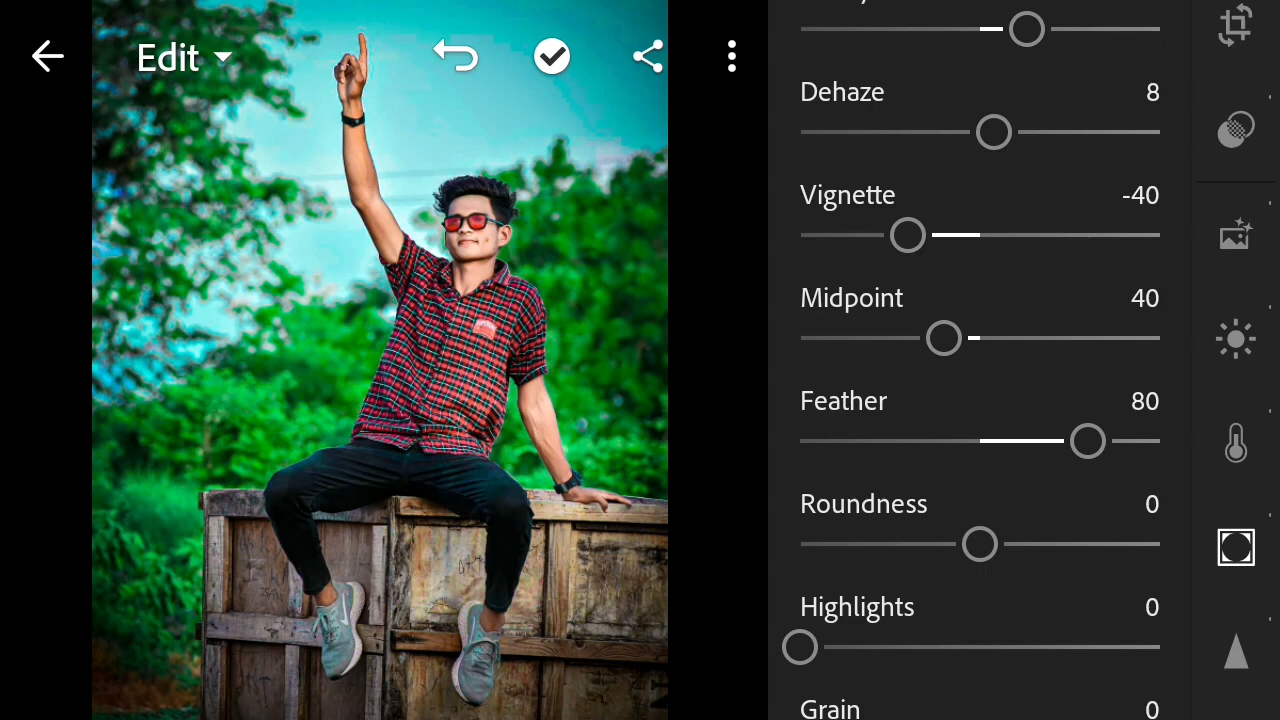 Edit
Dehaze 8
Vignette -40
Midpoint 40
Feather 80
Roundness 0
Highlights 0
Grain 0